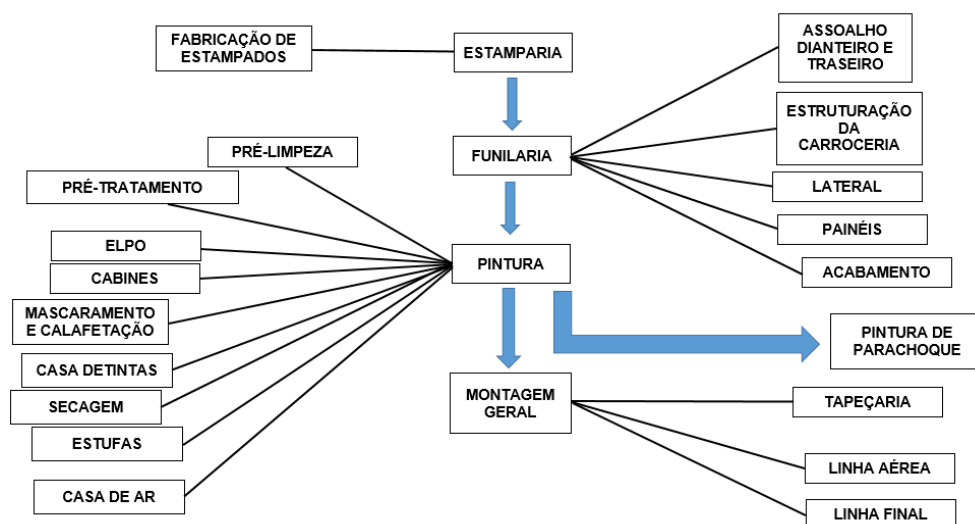 FABRICAÇÃO DE
ESTAMPADOS
ESTAMPARIA
ASSOALHO
DIANTEIRO E
TRASEIRO
ESTRUTURAÇÃO
DA
CARROCERIA
FUNILARIA
LATERAL
PAINÉIS
ACABAMENTO
PRÉ-LIMPEZA
PRÉ-TRATAMENTO
ELPO
CABINES
MASCARAMENTO
E CALAFETAÇÃO
CASA DETINTAS
SECAGEM
ESTUFAS
CASA DE AR
PINTURA
PINTURA DE
PARACHOQUE
MONTAGEM
GERAL
TAPEÇARIA
LINHA AÉREA
LINHA FINAL